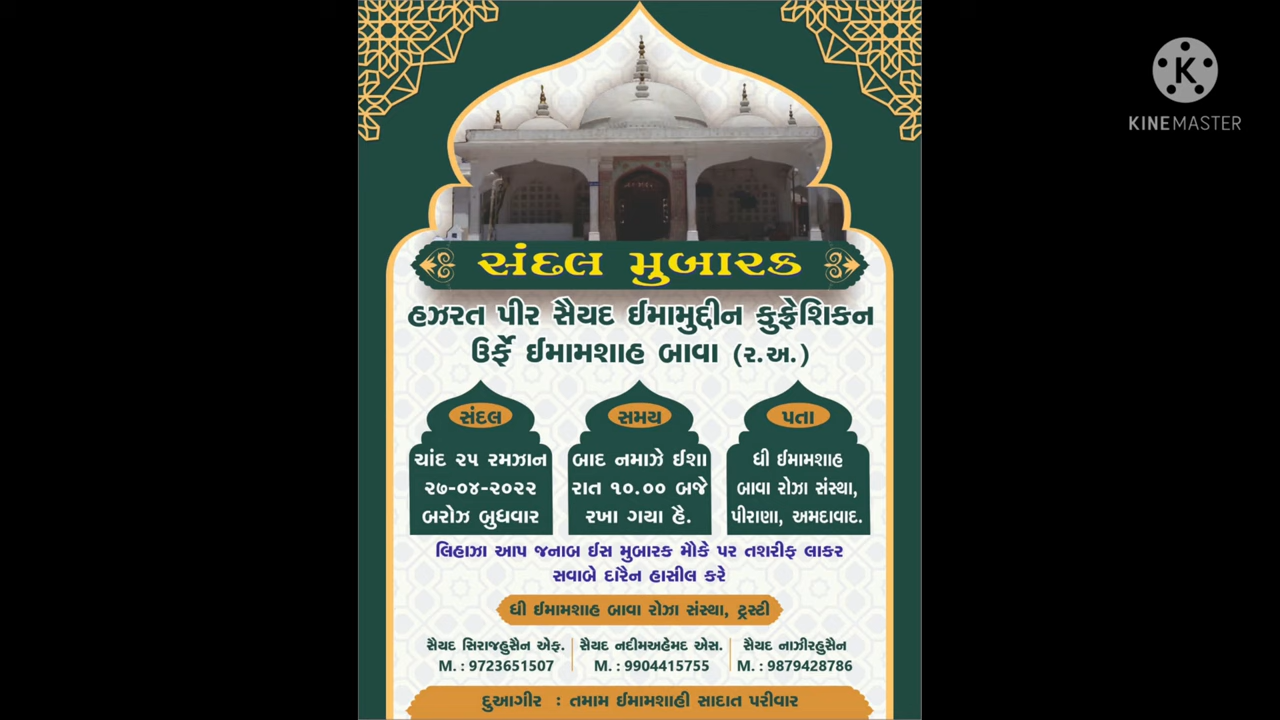 KINEMASTER
સંદલ મુબારક
હઝરત પીર સૈયદ ઈમામુદ્દીન કુફ્રેશિકન
ઉર્ફે ઈમામશાહ બાવા (ર.અ.)
સંદલ
ચાંદ ૨૫ રમઝાન
૨૭-૦૪-૨૦૨૨
બરોઝ બુધવાર
સમય
બાદ નમાઝે ઈશા
રાત ૧૦.૦૦ બજે
રખા ગયા હૈ.
પતા
ધી ઈમામશાહ
બાવા રોઝા સંસ્થા,
પીરાણા, અમદાવાદ.
લિહાઝા આપ જનાબ ઈસ મુબારક મૌકે પર તશરીફ લાકર
સવાબે દારૈન હાસીલ કરે
ધી ઈમામશાહ બાવા રોઝા સંસ્થા, ટ્રસ્ટી
સૈયદ સિરાજહુસૈન એફ.
M. : 9723651507
સૈયદ નદીમઅહેમદ એસ.
M. : 9904415755
સૈયદ નાઝીરહુસૈન
M. : 9879428786
દુઆગીર : તમામ ઈમામશાહી સાદાત પરીવાર